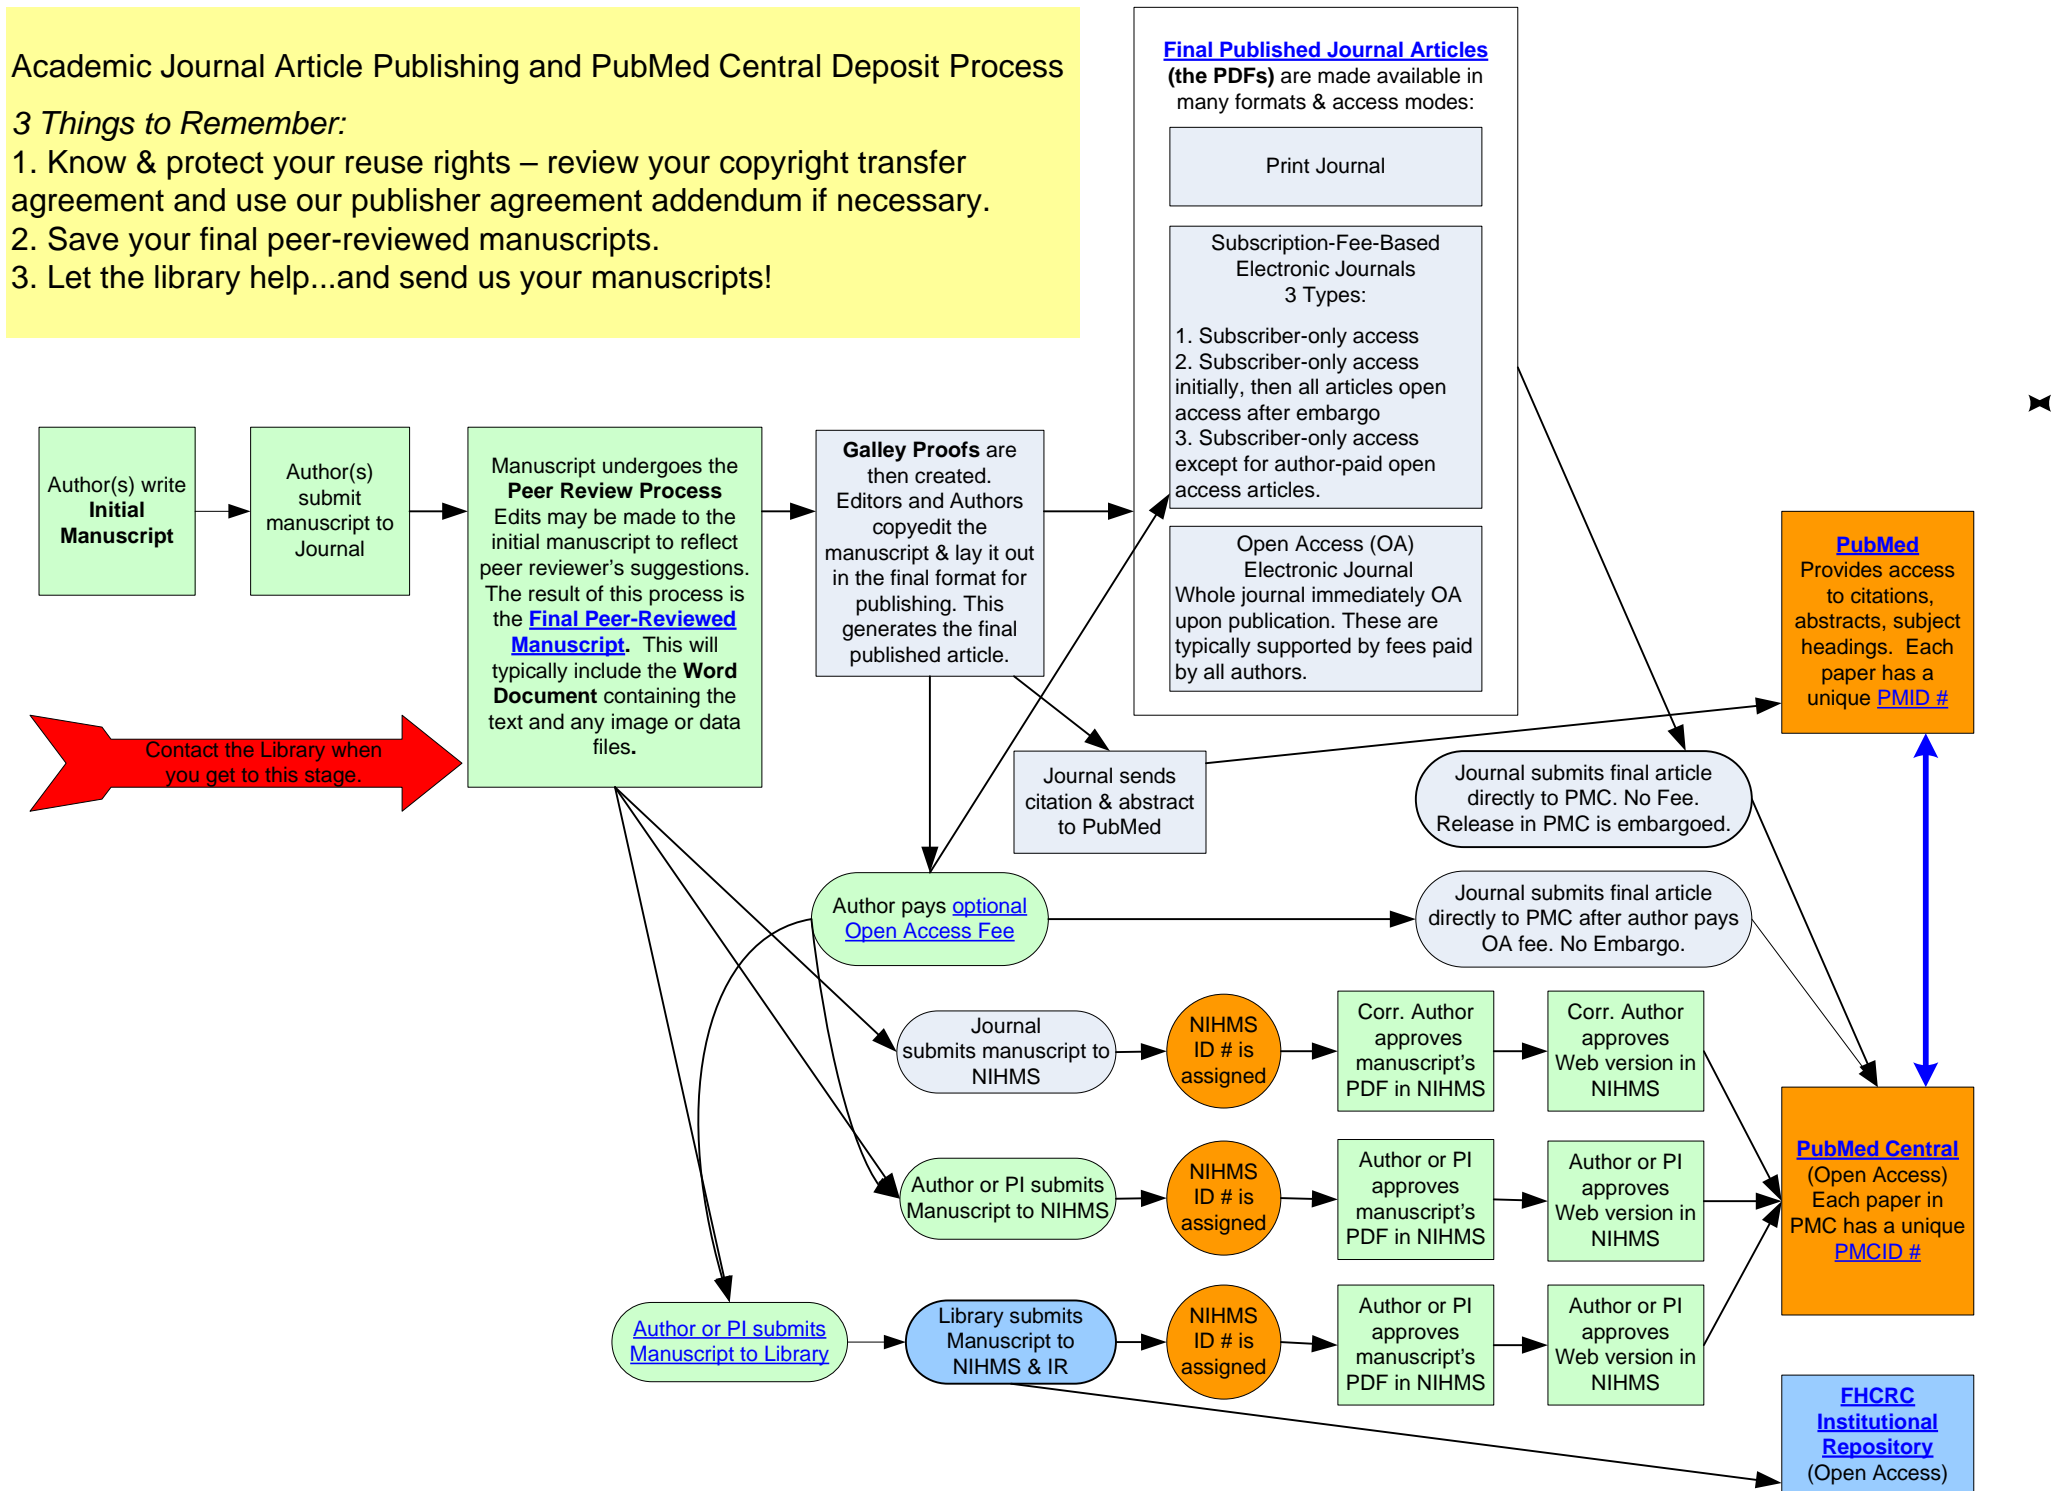 Academic Journal Article Publishing and PubMed Central Deposit Process
3 Things to Remember:
1. Know & protect your reuse rights – review your copyright transfer
agreement and use our publisher agreement addendum if necessary.
2. Save your final peer-reviewed manuscripts.
3. Let the library help...and send us your manuscripts!
Final Published Journal Articles
(the PDFs) are made available in
many formats & access modes:
Print Journal
Subscription-Fee-Based
Electronic Journals
3 Types:
1. Subscriber-only access
2. Subscriber-only access
initially, then all articles open
access after embargo
3. Subscriber-only access
except for author-paid open
access articles.
Open Access (OA)
Electronic Journal
Whole journal immediately OA
upon publication. These are
typically supported by fees paid
by all authors.
Author(s) write
Initial
Manuscript
Author(s)
submit
manuscript to
Journal
Manuscript undergoes the
Peer Review Process
Edits may be made to the
initial manuscript to reflect
peer reviewer's suggestions.
The result of this process is
the Final Peer-Reviewed
Manuscript. This will
typically include the Word
Document containing the
text and any image or data
files.
Galley Proofs are
then created.
Editors and Authors
copyedit the
manuscript & lay it out
in the final format for
publishing. This
generates the final
published article.
Contact the Library when
you get to this stage.
PubMed
Provides access
to citations,
abstracts, subject
headings. Each
paper has a
unique PMID #
Journal sends
citation & abstract
to PubMed
Journal submits final article
directly to PMC. No Fee.
Release in PMC is embargoed.
Author pays optional
Open Access Fee
Journal submits final article
directly to PMC after author pays
OA fee. No Embargo.
Journal
submits manuscript to
NIHMS
NIHMS
ID # is
assigned
Corr. Author
approves
manuscript's
PDF in NIHMS
Corr. Author
approves
Web version in
NIHMS
Author or PI submits
Manuscript to NIHMS
NIHMS
ID # is
assigned
Author or PI
approves
manuscript's
PDF in NIHMS
Author or PI
approves
Web version in
NIHMS
PubMed Central
(Open Access)
Each paper in
PMC has a unique
PMCID #
Author or PI submits
Manuscript to Library
Library submits
Manuscript to
NIHMS & IR
NIHMS
ID # is
assigned
Author or PI
approves
manuscript's
PDF in NIHMS
Author or PI
approves
Web version in
NIHMS
FHCRC
Institutional
Repository
(Open Access)